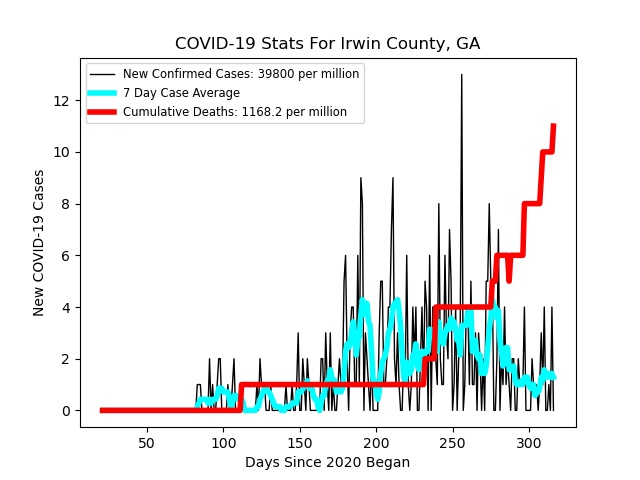 COVID-19 Stats For Irwin County, GA
New Confirmed Cases: 39800 per million
7 Day Case Average
Cumulative Deaths: 1168.2 per million
New COVID-19 Cases
12
10
8
6
4
2
0
50 100 150 200 250 300
Days Since 2020 Began